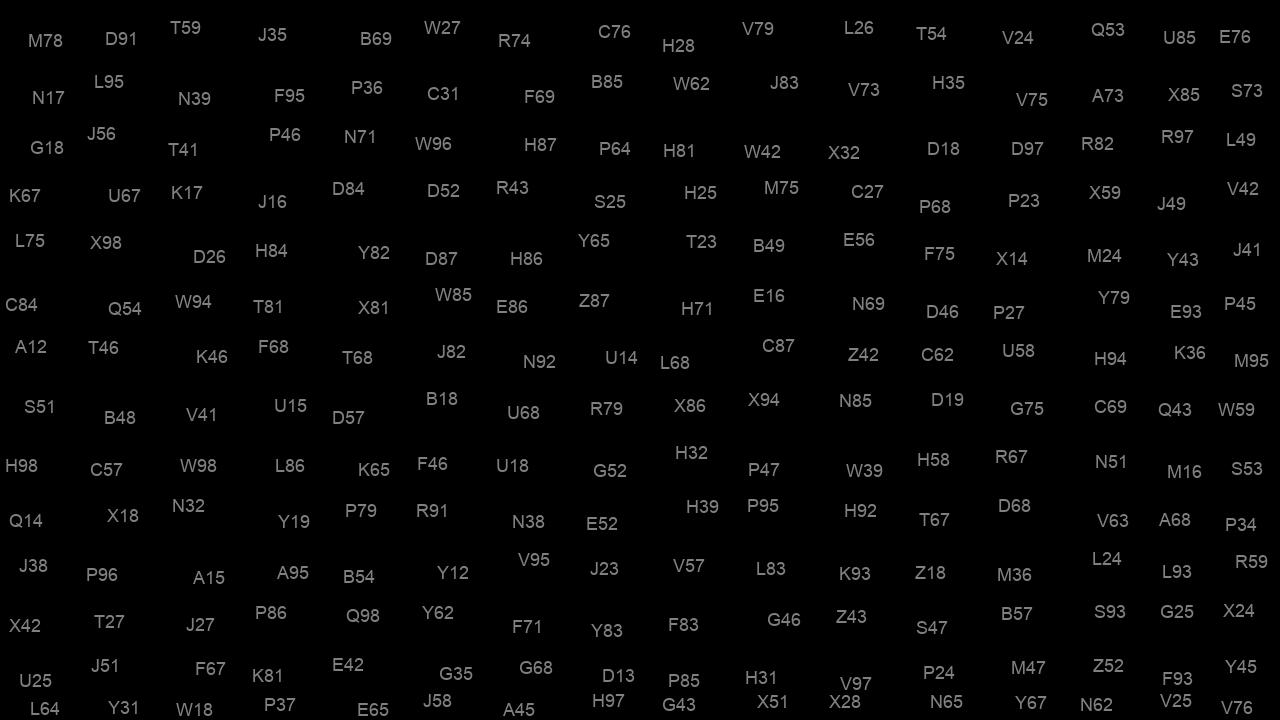 M78 D91 T59 J35 B69 W27 R74 C76 H28 V79 L26 T54 V24 Q53 U85 E76
N17 L95 N39 F95 P36 C31 F69 B85 W62 J83 V73 H35 V75 A73 X85 S73
G18 J56 T41 P46 N71 W96 H87 P64 H81 W42 X32 D18 D97 R82 R97 L49
K67 U67 K17 J16 D84 D52 R43 S25 H25 M75 C27 P68 P23 X59 J49 V42
L75 X98 D26 H84 Y82 D87 H86 Y65 T23 B49 E56 F75 X14 M24 Y43 J41
C84 Q54 W94 T81 X81 W85 E86 Z87 H71 E16 N69 D46 P27 Y79 E93 P45
A12 T46 K46 F68 T68 J82 N92 U14 L68 C87 Z42 C62 U58 H94 K36 M95
S51 B48 V41 U15 D57 B18 U68 R79 X86 X94 N85 D19 G75 C69 Q43 W59
H98 C57 W98 L86 K65 F46 U18 G52 H32 P47 W39 H58 R67 N51 M16 S53
Q14 X18 N32 Y19 P79 R91 N38 E52 H39 P95 H92 T67 D68 V63 A68 P34
J38 P96 A15 A95 B54 Y12 V95 J23 V57 L83 K93 Z18 M36 L24 L93 R59
X42 T27 J27 P86 Q98 Y62 F71 Y83 F83 G46 Z43 S47 B57 S93 G25 X24
U25 J51 F67 K81 E42 G35 G68 D13 P85 H31 V97 P24 M47 Z52 F93 Y45
L64 Y31 W18 P37 E65 J58 A45 H97 G43 X51 X28 N65 Y67 N62 V25 V76